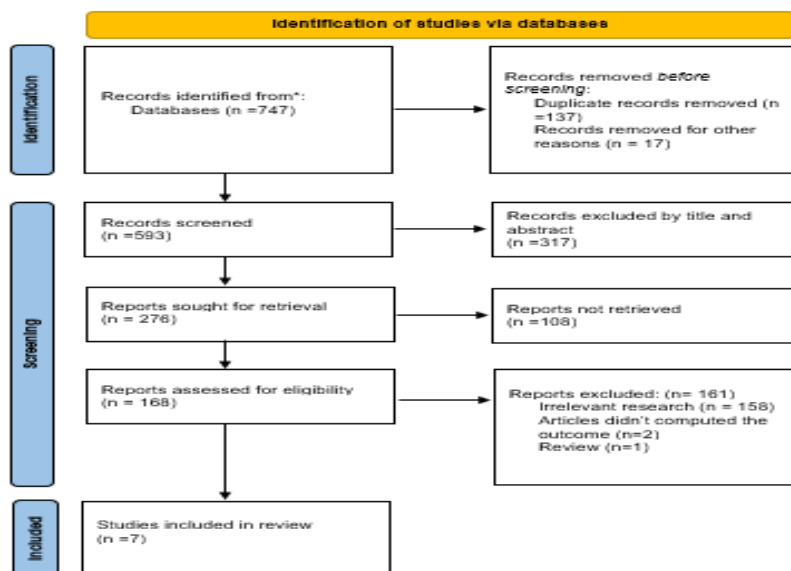 Identification of studies via databases
Identification
Records identified from*:
Databases (n =747)
Records removed before
screening:
Duplicate records removed (n
=137)
Records removed for other
reasons (n = 17)
Screening
Records screened
(n =593)
Records excluded by title and
abstract
(n =317)
Reports sought for retrieval
(n = 276)
Reports not retrieved
(n =108)
Reports assessed for eligibility
(n = 168)
Reports excluded: (n= 161)
Irrelevant research (n = 158)
Articles didn't computed the
outcome (n=2)
Review (n=1)
Included
Studies included in review
(n =7)